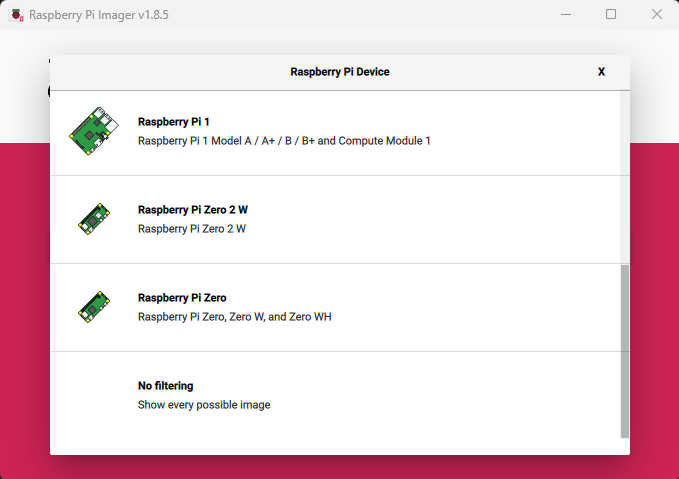 Raspberry Pi Imager v1.8.5
Raspberry Pi Device
X
Raspberry Pi 1
Raspberry Pi 1 Model A / A+ / B / B+ and Compute Module 1
Raspberry Pi Zero 2 W
Raspberry Pi Zero 2 W
Raspberry Pi Zero
Raspberry Pi Zero, Zero W, and Zero WH
No filtering
Show every possible image